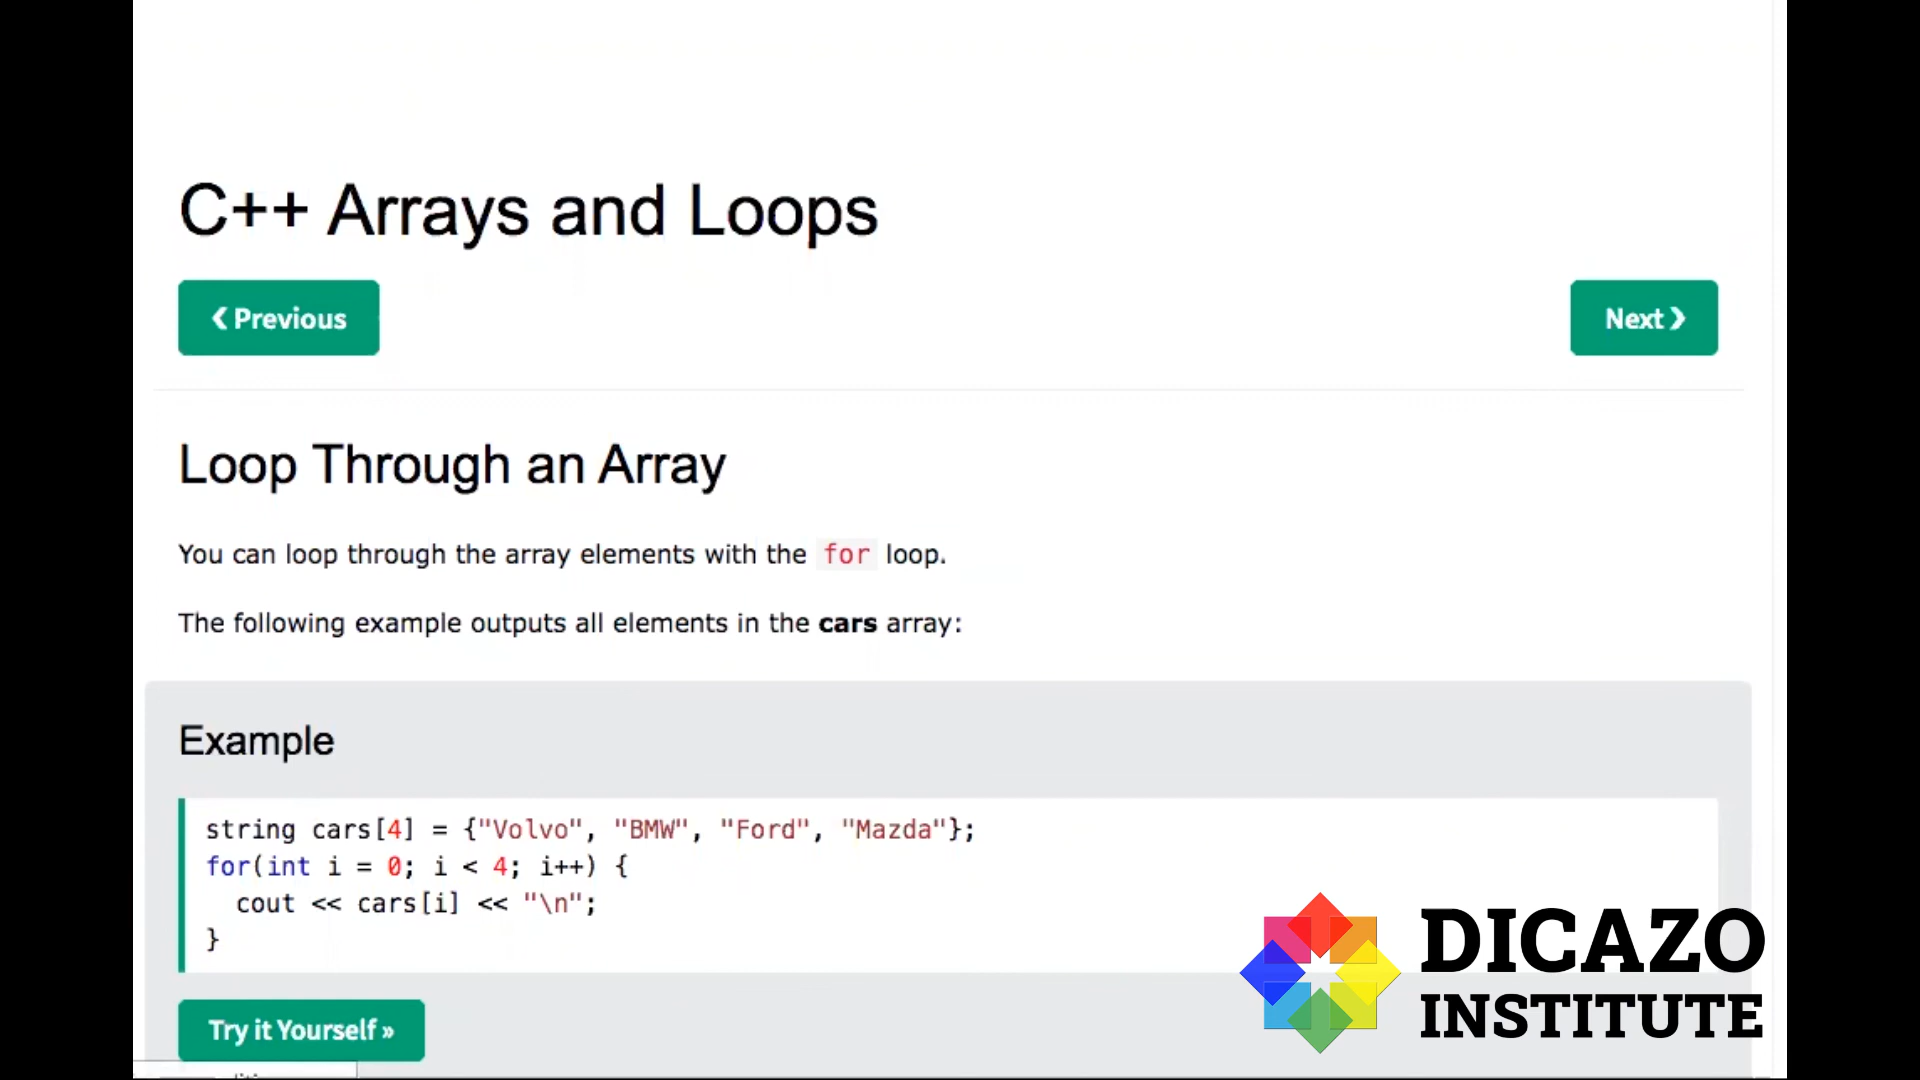 C++ Arrays and Loops
❮ Previous
Next ❯
Loop Through an Array
You can loop through the array elements with the for loop.
The following example outputs all elements in the cars array:
Example
string cars[4] = {"Volvo", "BMW", "Ford", "Mazda"};
for(int i = 0; i < 4; i++) {
  cout << cars[i] << "\n";
}
Try it Yourself »
DICAZO
INSTITUTE